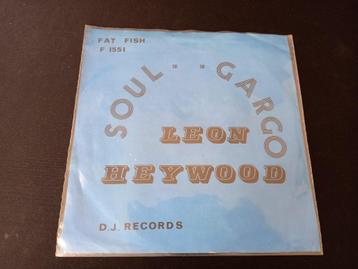 FAT FISH
F 1551
SOUL "" CARGO
LEON
HEYWOOD
D.J. RECORDS